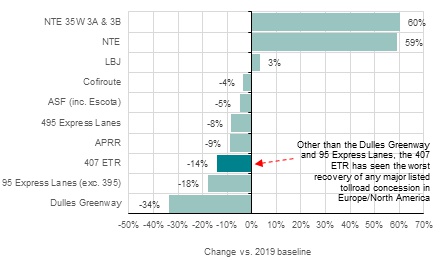 NTE 35W 3A & 3B 60%
NTE 59%
LBJ 3%
Cofiroute -4%
ASF (inc. Escota) -5%
495 Express Lanes -8%
APRR -9%
407 ETR -14%
95 Express Lanes (exc. 395) -18%
Dulles Greenway -34%
Other than the Dulles Greenway
and 95 Express Lanes, the 407
ETR has seen the worst
recovery of any major listed
tollroad concession in
Europe/North America
-50% -40% -30% -20% -10% 0% 10% 20% 30% 40% 50% 60% 70%
Change vs. 2019 baseline